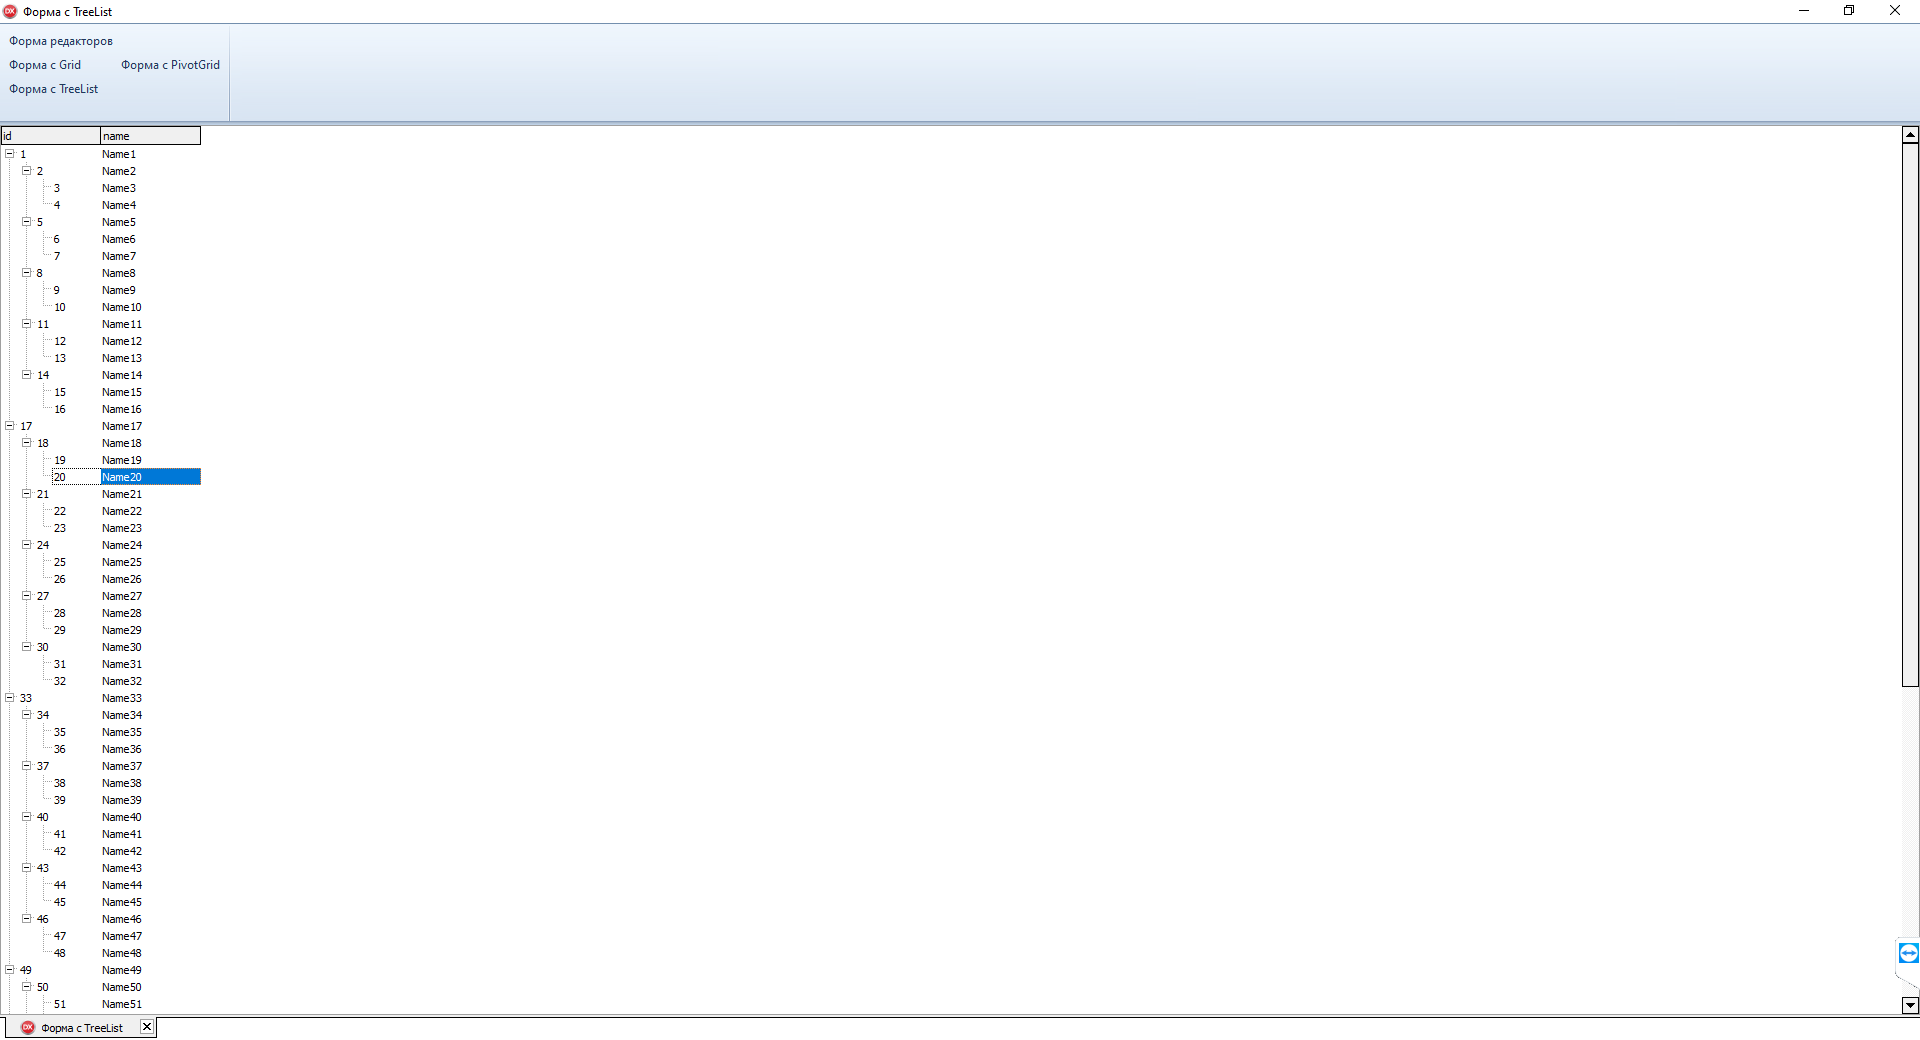 Форма с TreeList
Форма редакторов
Форма с Grid Форма с PivotGrid
Форма с TreeList
id name
1 Name1
2 Name2
3 Name3
4 Name4
5 Name5
6 Name6
7 Name7
8 Name8
9 Name9
10 Name10
11 Name11
12 Name12
13 Name13
14 Name14
15 Name15
16 Name16
17 Name17
18 Name18
19 Name19
20 Name20
21 Name21
22 Name22
23 Name23
24 Name24
25 Name25
26 Name26
27 Name27
28 Name28
29 Name29
30 Name30
31 Name31
32 Name32
33 Name33
34 Name34
35 Name35
36 Name36
37 Name37
38 Name38
39 Name39
40 Name40
41 Name41
42 Name42
43 Name43
44 Name44
45 Name45
46 Name46
47 Name47
48 Name48
49 Name49
50 Name50
51 Name51
DX Форма с TreeList